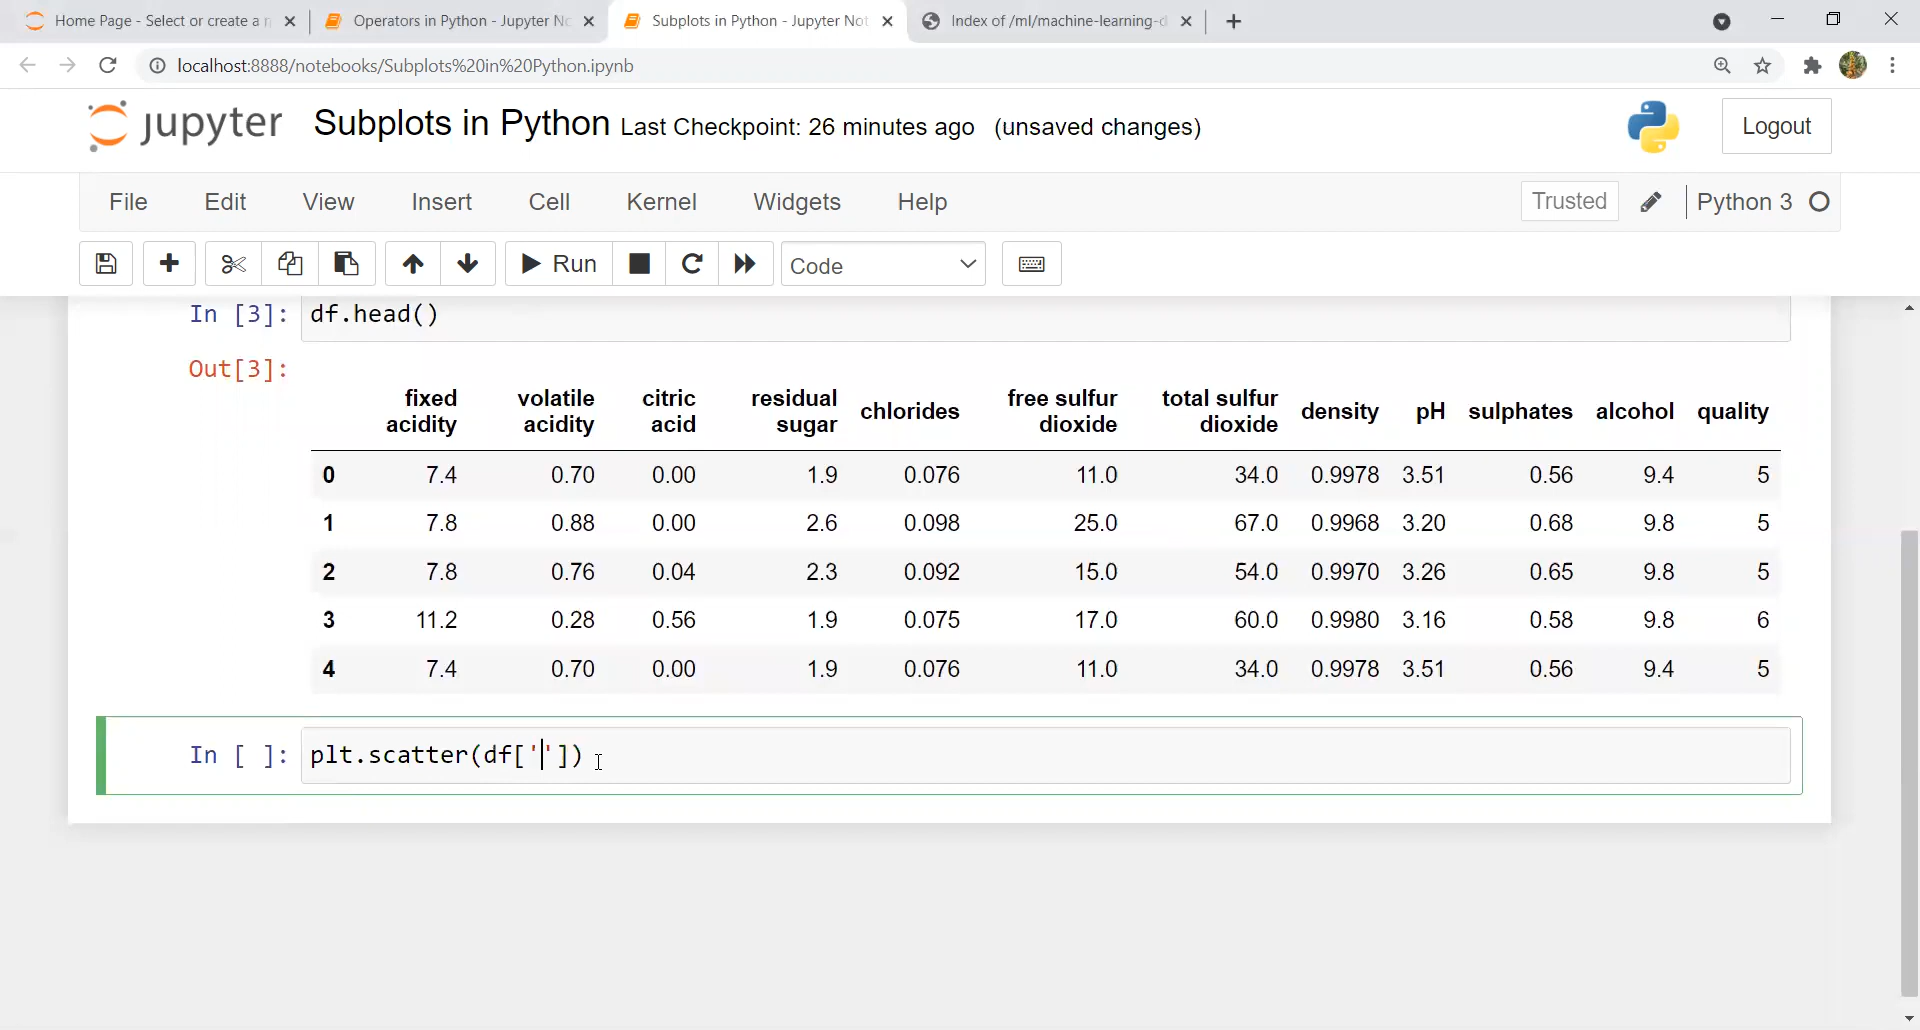 Home Page - Select or create a n
Operators in Python - Jupyter No
Subplots in Python - Jupyter Not
Index of /ml/machine-learning-d
localhost:8888/notebooks/Subplots%20in%20Python.ipynb
jupyter Subplots in Python Last Checkpoint: 26 minutes ago (unsaved changes)
Logout
File Edit View Insert Cell Kernel Widgets Help
Trusted Python 3
Run Code
In [3]: df.head()
Out[3]:
fixed acidity volatile acidity citric acid residual sugar chlorides free sulfur dioxide total sulfur dioxide density pH sulphates alcohol quality
0 7.4 0.70 0.00 1.9 0.076 11.0 34.0 0.9978 3.51 0.56 9.4 5
1 7.8 0.88 0.00 2.6 0.098 25.0 67.0 0.9968 3.20 0.68 9.8 5
2 7.8 0.76 0.04 2.3 0.092 15.0 54.0 0.9970 3.26 0.65 9.8 5
3 11.2 0.28 0.56 1.9 0.075 17.0 60.0 0.9980 3.16 0.58 9.8 6
4 7.4 0.70 0.00 1.9 0.076 11.0 34.0 0.9978 3.51 0.56 9.4 5
In [ ]: plt.scatter(df[''])